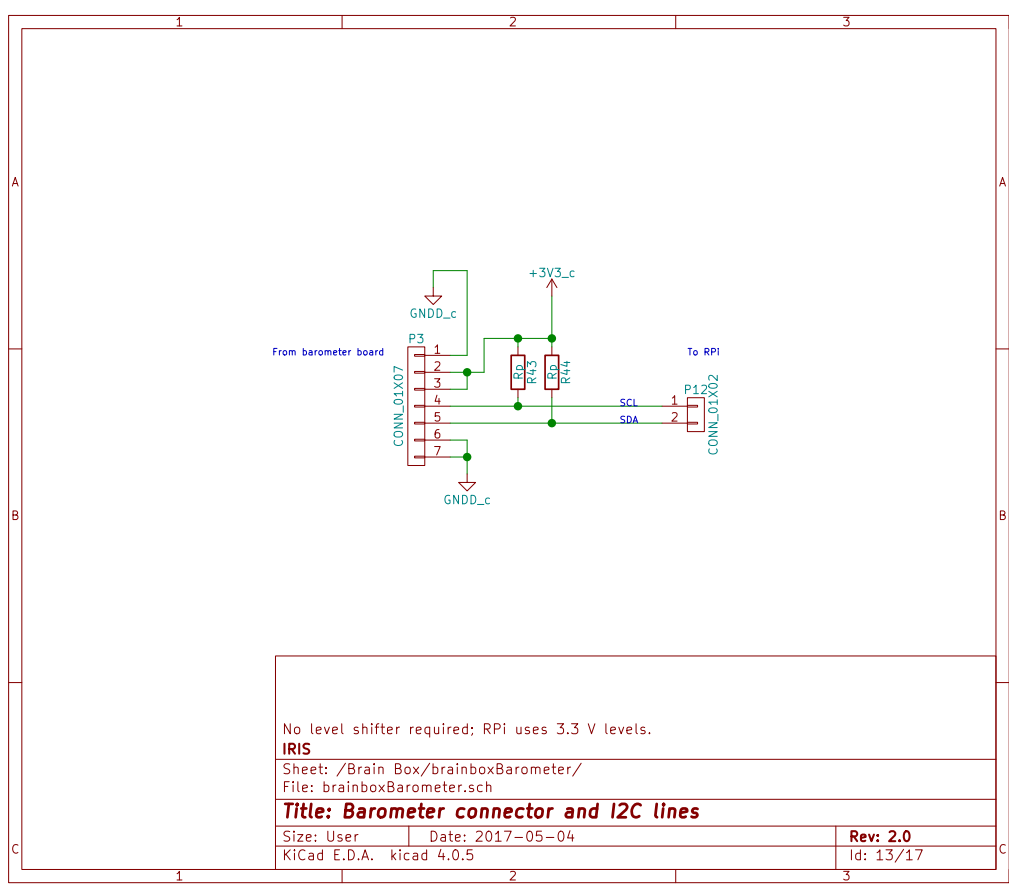 1 2 3
A A
+3V3_c
GNDD_c
P3
From barometer board
To RPi
1
2
3
4
5
6
7
CONN_01X07
Rp
R43
Rp
R44
SCL
SDA
P12
1
2
CONN_01X02
GNDD_c
B B
No level shifter required; RPi uses 3.3 V levels.
IRIS
Sheet: /Brain Box/brainboxBarometer/
File: brainboxBarometer.sch
Title: Barometer connector and I2C lines
Size: User Date: 2017-05-04 Rev: 2.0
KiCad E.D.A. kicad 4.0.5 Id: 13/17
C C
1 2 3